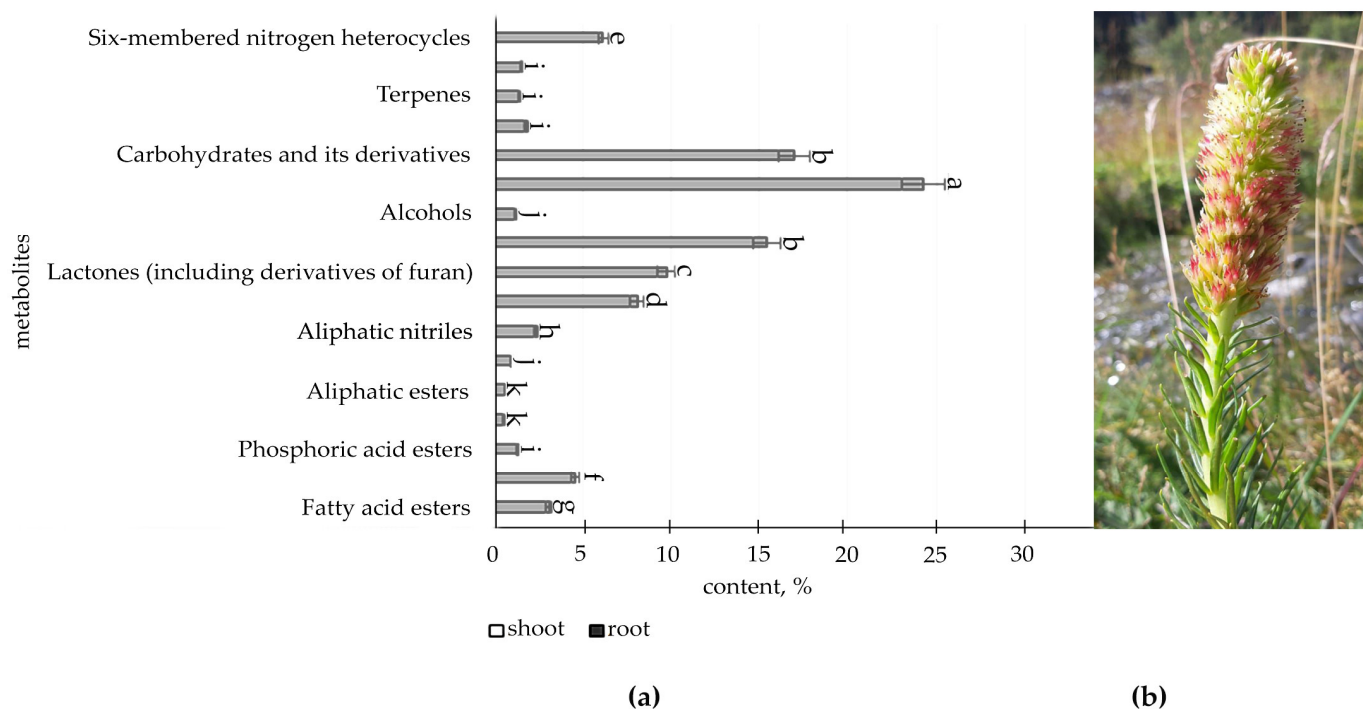 Six-membered nitrogen heterocycles e
i
Terpenes i
i
Carbohydrates and its derivatives b
a
Alcohols j
b
Lactones (including derivatives of furan) c
d
Aliphatic nitriles h
j
Aliphatic esters k
k
Phosphoric acid esters i
f
Fatty acid esters g
metabolites
0 5 10 15 20 25 30
content, %
shoot root
(a) (b)